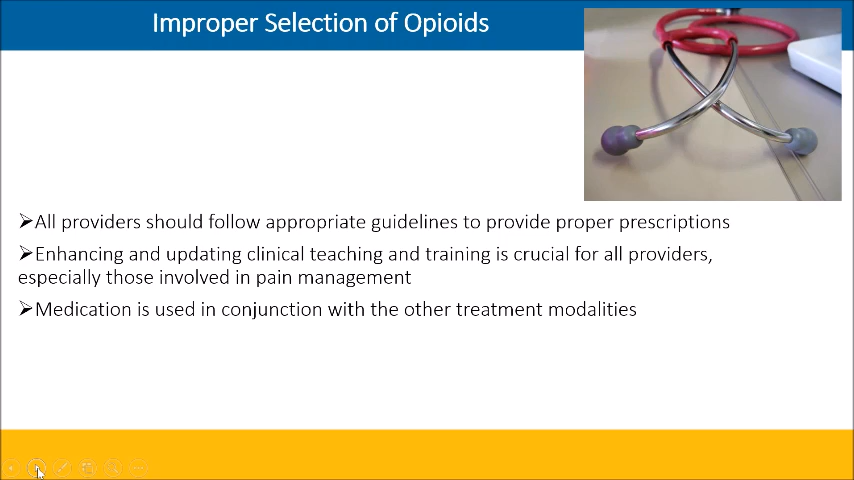 Improper Selection of Opioids
➢All providers should follow appropriate guidelines to provide proper prescriptions
➢Enhancing and updating clinical teaching and training is crucial for all providers,
especially those involved in pain management
➢Medication is used in conjunction with the other treatment modalities